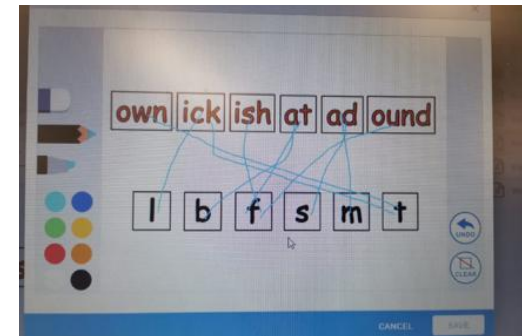 own ick ish at ad ound
l b f s m t
UNDO
CLEAR
CANCEL SAVE